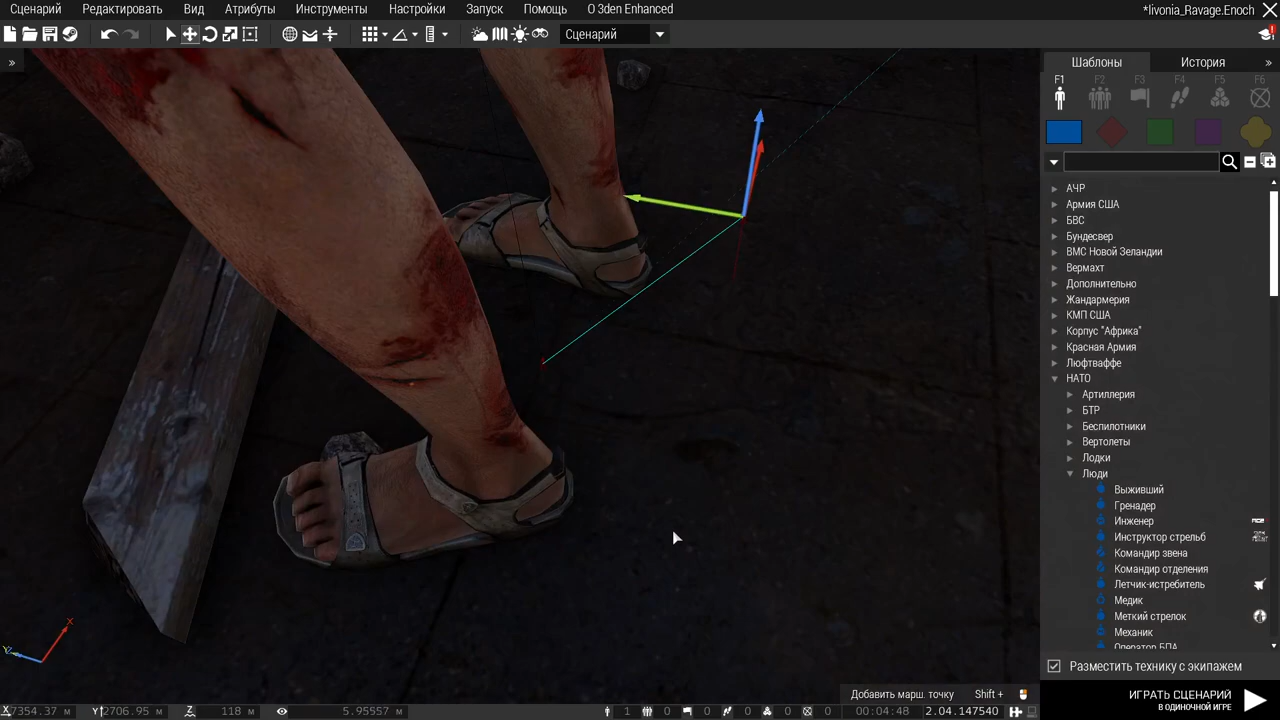 Сценарий Редактировать Вид Атрибуты Инструменты Настройки Запуск Помощь О 3den Enhanced *livonia_Ravage.Enoch
Сценарий
Шаблоны История
F1 F2 F3 F4 F5 F6
АЧР
Армия США
БВС
Бундесвер
ВМС Новой Зеландии
Вермахт
Дополнительно
Жандармерия
КМП США
Корпус "Африка"
Красная Армия
Люфтваффе
НАТО
Артиллерия
БТР
Беспилотники
Вертолеты
Лодки
Люди
Выживший
Гренадер
Инженер
Инструктор стрельб
Командир звена
Командир отделения
Летчик-истребитель
Медик
Меткий стрелок
Механик
Оператор БПА
Разместить технику с экипажем
Добавить марш. точку Shift +
ИГРАТЬ СЦЕНАРИЙ
В ОДИНОЧНОЙ ИГРЕ
X 7354.37 м Y 2706.95 м Z 118 м 5.95557 м 1 0 0 0 0 0 00:04:48 2.04.147540
X